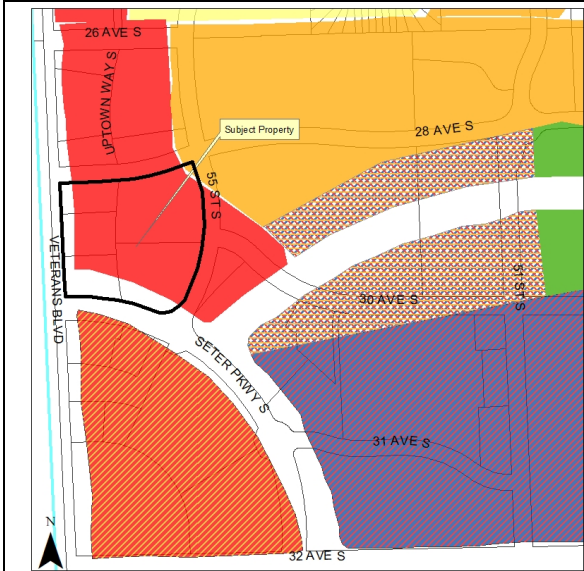 26 AVE S
UPTOWN WAY S
Subject Property
28 AVE S
55 ST S
VETERANS BLVD
51 ST S
30 AVE S
SETER PKWY S
31 AVE S
N
32 AVE S